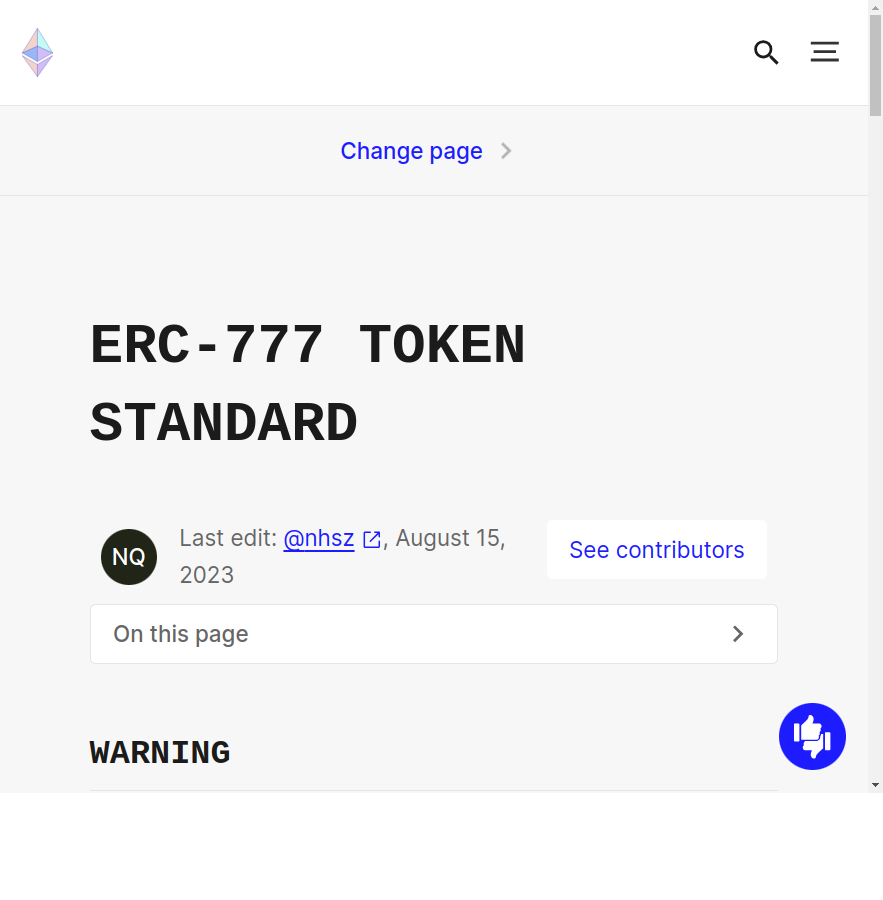 Change page
ERC-777 TOKEN
STANDARD
NQ
Last edit: @nhsz, August 15,
2023
See contributors
On this page
WARNING